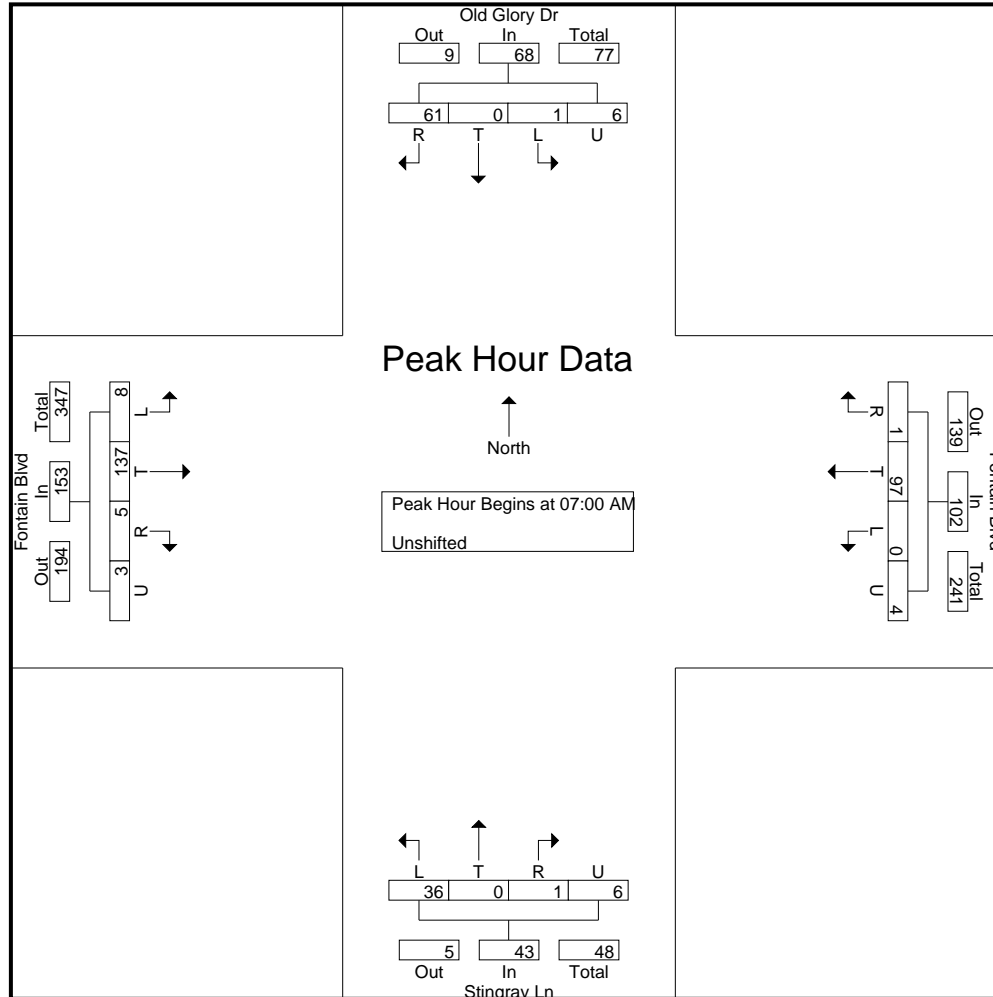 Old Glory Dr
Out In Total
9 68 77
61 0 1 6
R T L U
Peak Hour Data
North
Peak Hour Begins at 07:00 AM
Unshifted
Fontain Blvd
Total In Out
347 153 194
8 137 5 3
L T R U
R T L U
1 97 0 4
Out In Total
139 102 241
L T R U
36 0 1 6
5 43 48
Out In Total
Stingray Ln